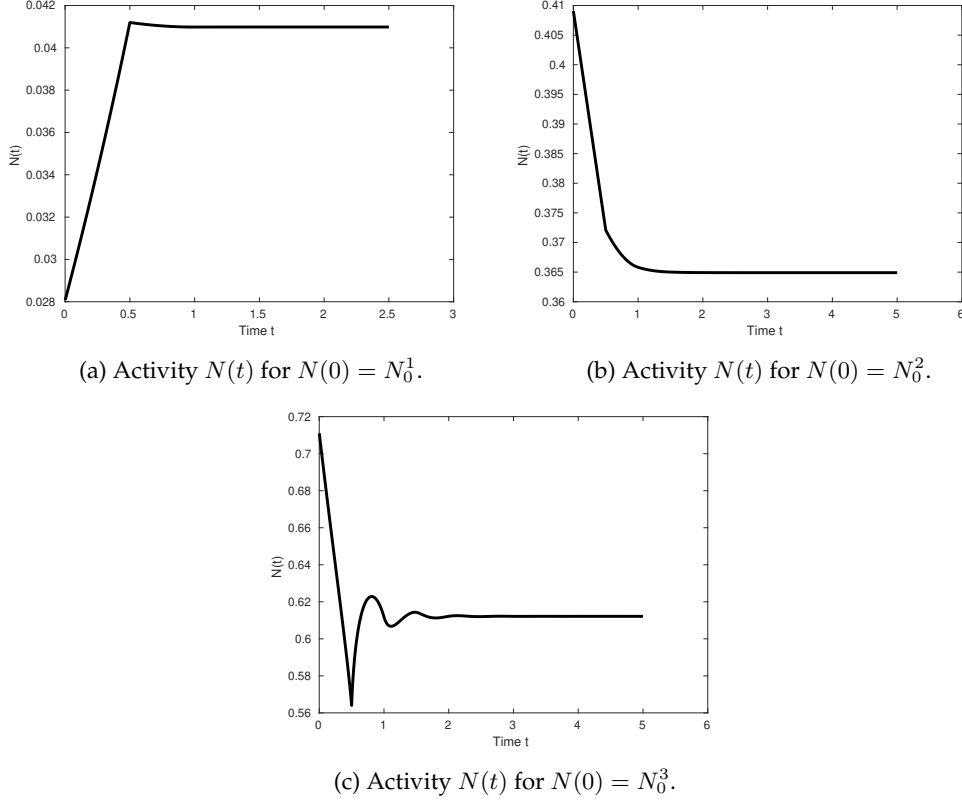 0.042
0.04
0.038
0.036
0.034
0.032
0.03
0.028
N(t)
0 0.5 1 1.5 2 2.5 3
Time t
(a) Activity N(t) for N(0) = N_0^1.
0.41
0.405
0.4
0.395
0.39
0.385
0.38
0.375
0.37
0.365
0.36
N(t)
0 1 2 3 4 5 6
Time t
(b) Activity N(t) for N(0) = N_0^2.
0.72
0.7
0.68
0.66
0.64
0.62
0.6
0.58
0.56
N(t)
0 1 2 3 4 5 6
Time t
(c) Activity N(t) for N(0) = N_0^3.